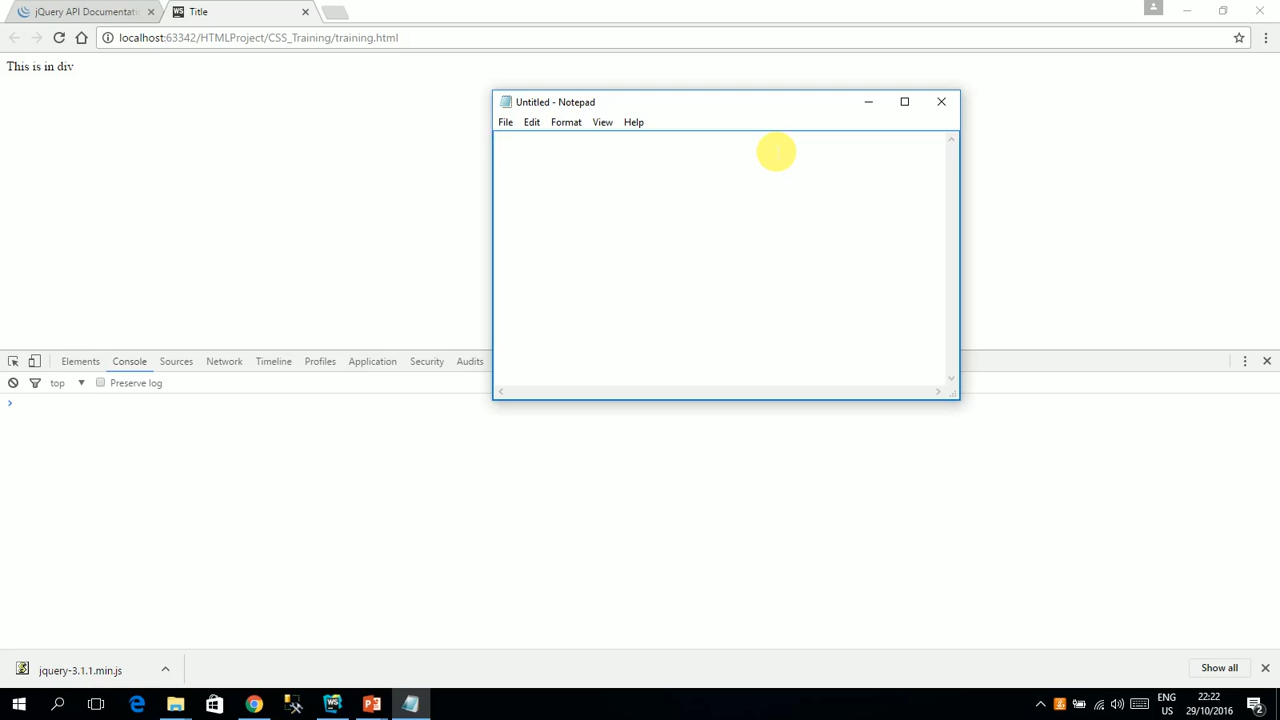 jQuery API Documentatio
Title
localhost:63342/HTMLProject/CSS_Training/training.html
This is in div
Untitled - Notepad
File Edit Format View Help
Elements Console Sources Network Timeline Profiles Application Security Audits
top Preserve log
jquery-3.1.1.min.js
Show all
ENG
US
22:22
29/10/2016
2